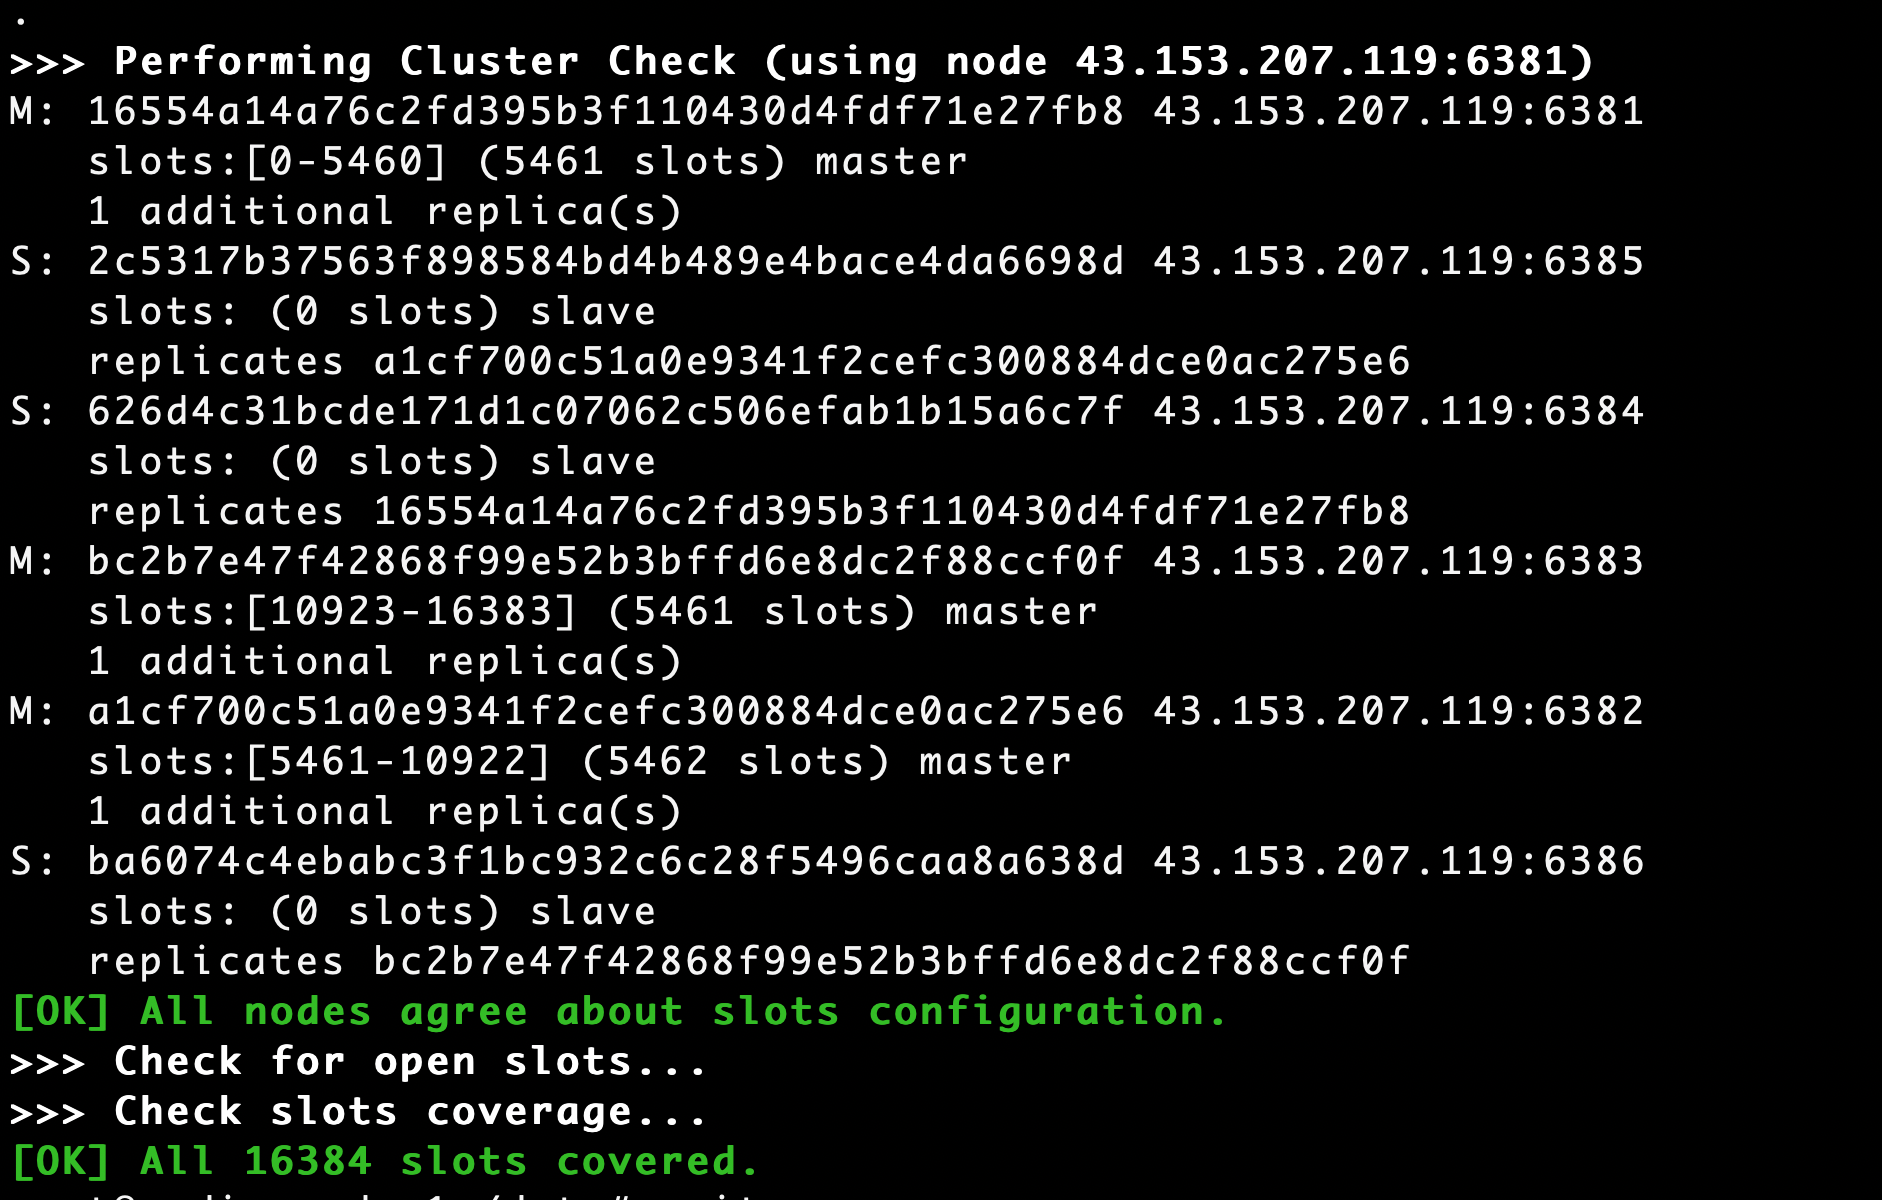 .
>>> Performing Cluster Check (using node 43.153.207.119:6381)
M: 16554a14a76c2fd395b3f110430d4fdf71e27fb8 43.153.207.119:6381
   slots:[0-5460] (5461 slots) master
   1 additional replica(s)
S: 2c5317b37563f898584bd4b489e4bace4da6698d 43.153.207.119:6385
   slots: (0 slots) slave
   replicates a1cf700c51a0e9341f2cefc300884dce0ac275e6
S: 626d4c31bcde171d1c07062c506efab1b15a6c7f 43.153.207.119:6384
   slots: (0 slots) slave
   replicates 16554a14a76c2fd395b3f110430d4fdf71e27fb8
M: bc2b7e47f42868f99e52b3bffd6e8dc2f88ccf0f 43.153.207.119:6383
   slots:[10923-16383] (5461 slots) master
   1 additional replica(s)
M: a1cf700c51a0e9341f2cefc300884dce0ac275e6 43.153.207.119:6382
   slots:[5461-10922] (5462 slots) master
   1 additional replica(s)
S: ba6074c4ebabc3f1bc932c6c28f5496caa8a638d 43.153.207.119:6386
   slots: (0 slots) slave
   replicates bc2b7e47f42868f99e52b3bffd6e8dc2f88ccf0f
[OK] All nodes agree about slots configuration.
>>> Check for open slots...
>>> Check slots coverage...
[OK] All 16384 slots covered.